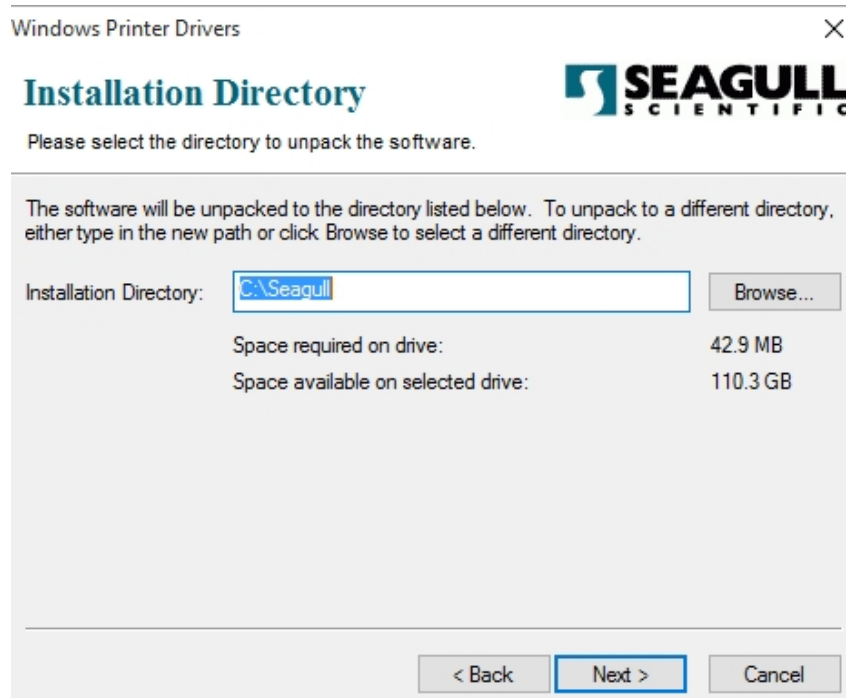 Windows Printer Drivers
Installation Directory
SEAGULL
SCIENTIFIC
Please select the directory to unpack the software.
The software will be unpacked to the directory listed below. To unpack to a different directory,
either type in the new path or click Browse to select a different directory.
Installation Directory: C:\Seagull Browse...
Space required on drive: 42.9 MB
Space available on selected drive: 110.3 GB
< Back Next > Cancel